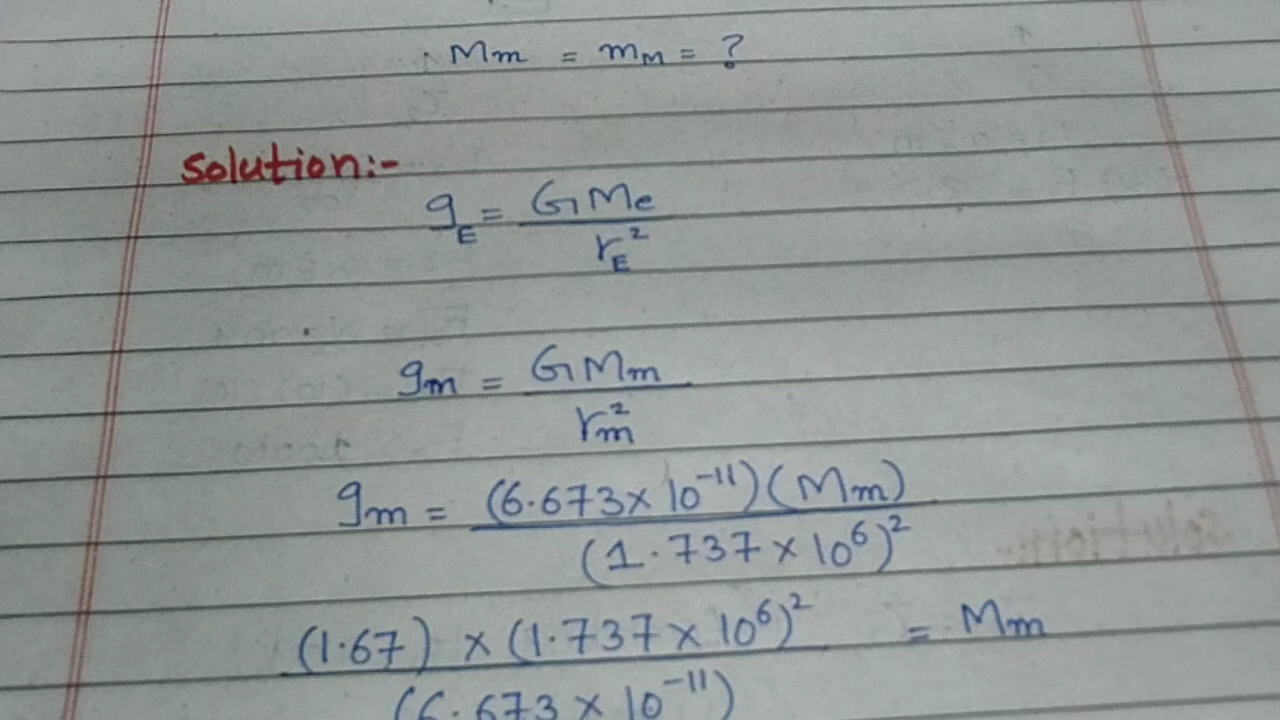 Mm = mM = ?
Solution:-
gE = GMe
rE²
gm = GMm
rm²
gm = (6.673×10⁻¹¹)(Mm)
(1.737×10⁶)²
(1.67)×(1.737×10⁶)² = Mm
(6.673×10⁻¹¹)